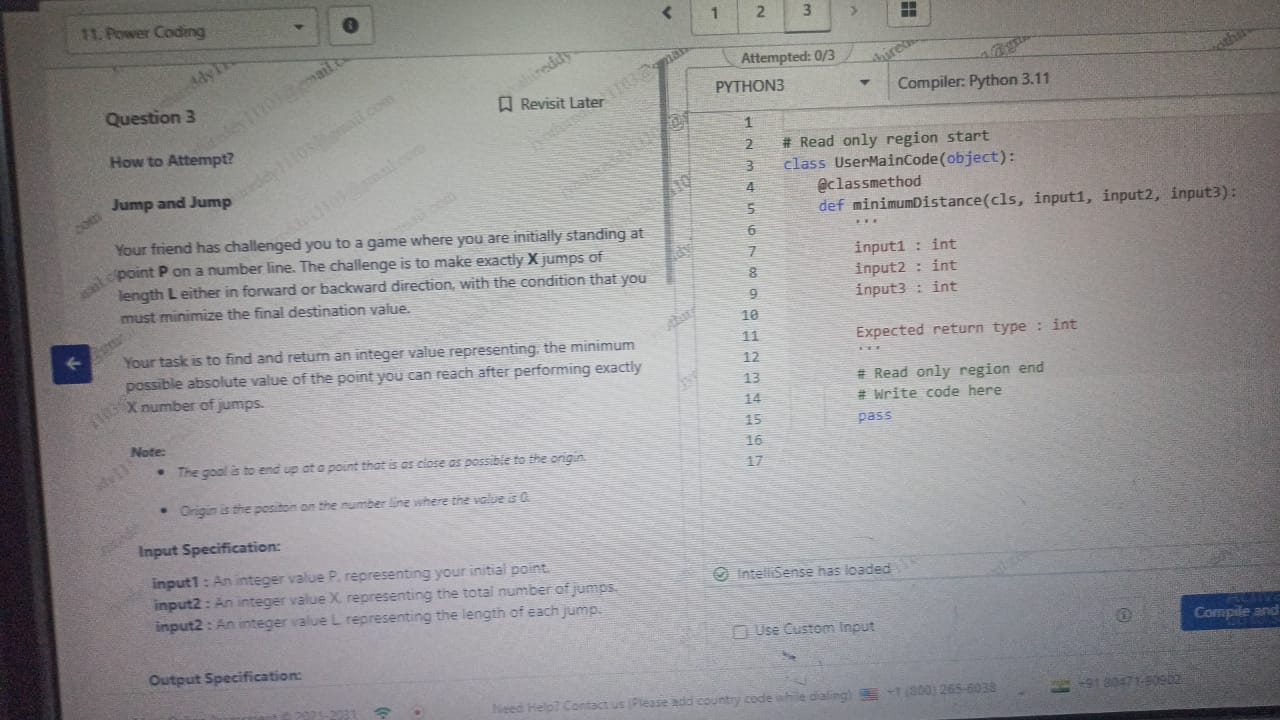 11. Power Coding
1
2
3
Attempted: 0/3
Question 3
Revisit Later
How to Attempt?
Jump and Jump
Your friend has challenged you to a game where you are initially standing at
point P on a number line. The challenge is to make exactly X jumps of
length L either in forward or backward direction, with the condition that you
must minimize the final destination value.
Your task is to find and return an integer value representing, the minimum
possible absolute value of the point you can reach after performing exactly
X number of jumps.
Note:
• The goal is to end up at a point that is as close as possible to the origin.
• Origin is the positon on the number line where the value is 0.
Input Specification:
input1 : An integer value P, representing your initial point.
input2 : An integer value X, representing the total number of jumps.
input2 : An integer value L, representing the length of each jump.
Output Specification:
PYTHON3
Compiler: Python 3.11
1
2 # Read only region start
3 class UserMainCode(object):
4 @classmethod
5 def minimumDistance(cls, input1, input2, input3):
6 '''
7 input1 : int
8 input2 : int
9 input3 : int
10
11 Expected return type : int
12 '''
13 # Read only region end
14 # Write code here
15 pass
16
17
IntelliSense has loaded
Use Custom Input
Compile and
Need Help? Contact us (Please add country code while dialing)
+1 (800) 265-6038
+91 80471-90902